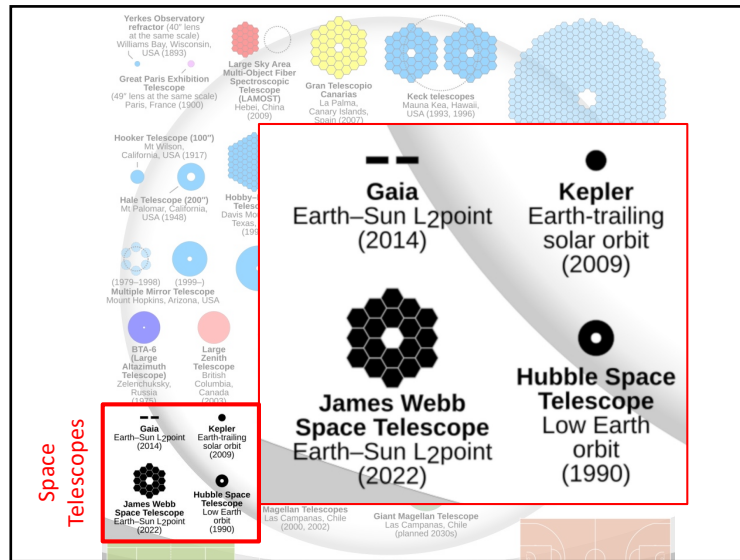 Yerkes Observatory
refractor (40" lens
at the same scale)
Williams Bay, Wisconsin,
USA (1893)
Great Paris Exhibition
Telescope
(49" lens at the same scale)
Paris, France (1900)
Large Sky Area
Multi-Object Fiber
Spectroscopic
Telescope
(LAMOST)
Hebei, China
(2009)
Gran Telescopio
Canarias
La Palma,
Canary Islands,
Spain (2007)
Keck telescopes
Mauna Kea, Hawaii,
USA (1993, 1996)
Hooker Telescope (100")
Mt Wilson,
California, USA (1917)
Hale Telescope (200")
Mt Palomar, California,
USA (1948)
(1979–1998) (1999–)
Multiple Mirror Telescope
Mount Hopkins, Arizona, USA
BTA-6
(Large
Altazimuth
Telescope)
Zelenchuksky,
Russia
(1975)
Large
Zenith
Telescope
British
Columbia,
Canada
(2003)
Gaia
Earth–Sun L2point
(2014)
Kepler
Earth-trailing
solar orbit
(2009)
James Webb
Space Telescope
Earth–Sun L2point
(2022)
Hubble Space
Telescope
Low Earth
orbit
(1990)
Space
Telescopes
Gaia
Earth–Sun L2point
(2014)
Kepler
Earth-trailing
solar orbit
(2009)
James Webb
Space Telescope
Earth–Sun L2point
(2022)
Hubble Space
Telescope
Low Earth
orbit
(1990)
Magellan Telescopes
Las Campanas, Chile
(2000, 2002)
Giant Magellan Telescope
Las Campanas, Chile
(planned 2030s)